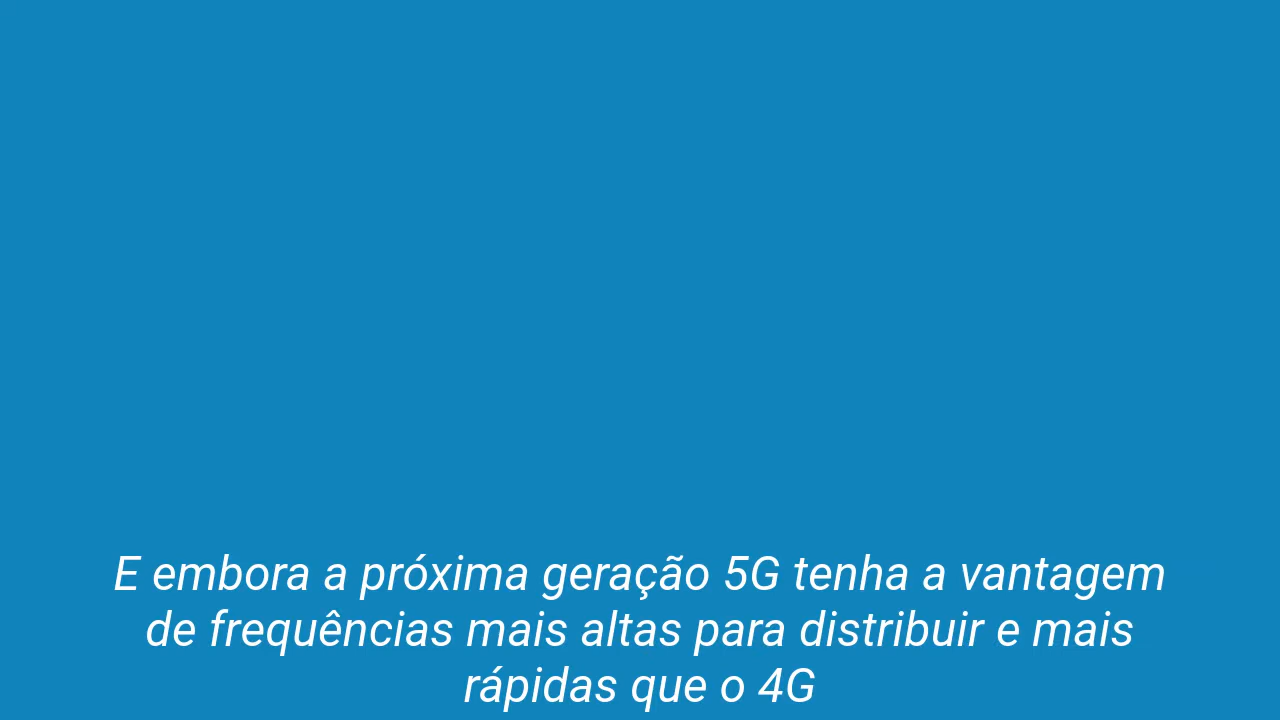 E embora a próxima geração 5G tenha a vantagem
de frequências mais altas para distribuir e mais
rápidas que o 4G